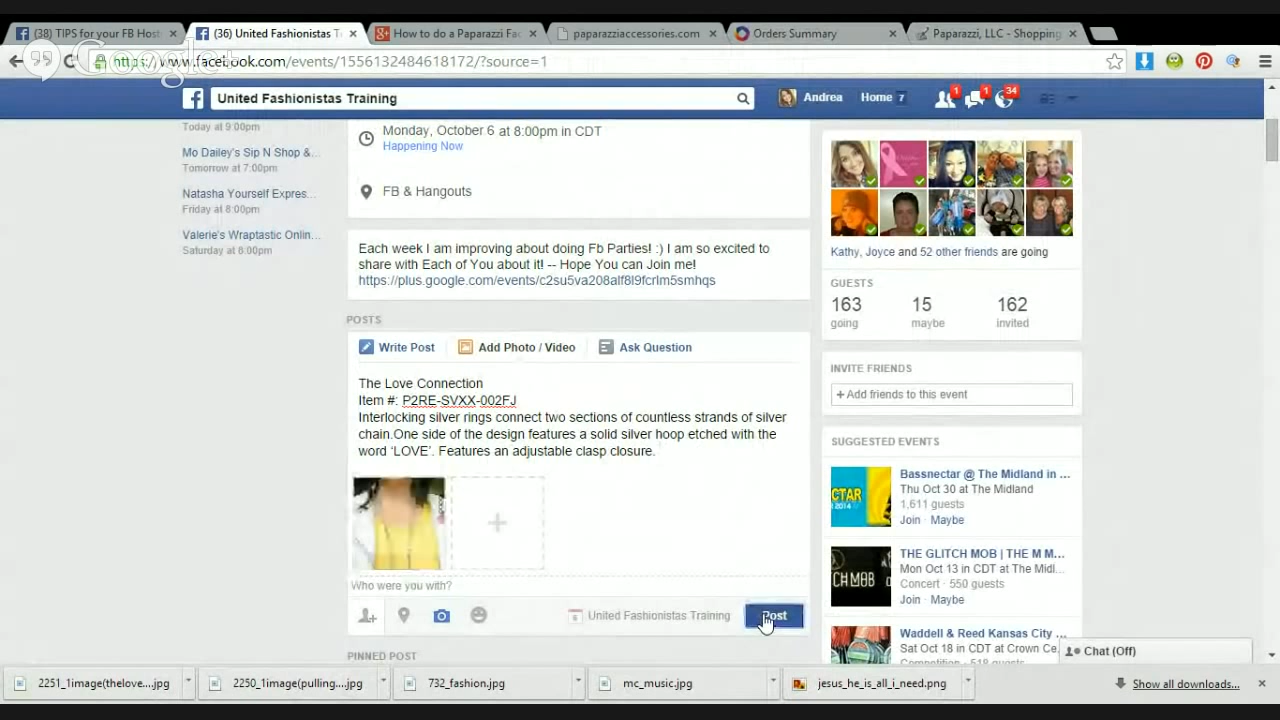 (38) TIPS for your FB Host
(36) United Fashionistas T
How to do a Paparazzi Fac
paparazziaccessories.com
Orders Summary
Paparazzi, LLC - Shopping
https://www.facebook.com/events/1556132484618172/?source=1
Google+
United Fashionistas Training
Andrea
Home 7
1
1
34
Today at 9:00pm
Mo Dailey's Sip N Shop &...
Tomorrow at 7:00pm
Natasha Yourself Expres...
Friday at 8:00pm
Valerie's Wraptastic Onlin...
Saturday at 8:00pm
Monday, October 6 at 8:00pm in CDT
Happening Now
FB & Hangouts
Each week I am improving about doing Fb Parties! :) I am so excited to
share with Each of You about it! -- Hope You can Join me!
https://plus.google.com/events/c2su5va208alf8l9fcrlm5smhqs
POSTS
Write Post
Add Photo / Video
Ask Question
The Love Connection
Item #: P2RE-SVXX-002FJ
Interlocking silver rings connect two sections of countless strands of silver
chain.One side of the design features a solid silver hoop etched with the
word ‘LOVE’. Features an adjustable clasp closure.
Who were you with?
United Fashionistas Training
Post
PINNED POST
Kathy, Joyce and 52 other friends are going
GUESTS
163 15 162
going maybe invited
INVITE FRIENDS
+ Add friends to this event
SUGGESTED EVENTS
Bassnectar @ The Midland in ...
Thu Oct 30 at The Midland
1,611 guests
Join · Maybe
THE GLITCH MOB | THE M M...
Mon Oct 13 in CDT at The Midl...
Concert · 550 guests
Join · Maybe
Waddell & Reed Kansas City ...
Sat Oct 18 in CDT at Crown Ce...
Competition · 518 guests
Chat (Off)
2251_1image(thelove....jpg
2250_1image(pulling....jpg
732_fashion.jpg
mc_music.jpg
jesus_he_is_all_i_need.png
Show all downloads...